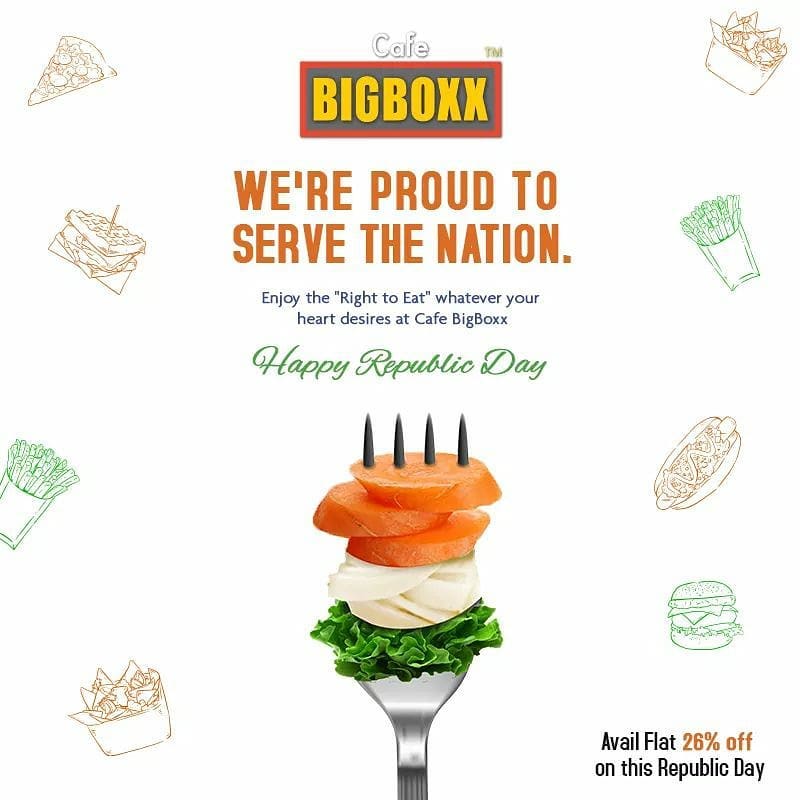 Cafe
TM
BIGBOXX
WE'RE PROUD TO
SERVE THE NATION.
Enjoy the "Right to Eat" whatever your
heart desires at Cafe BigBoxx
Happy Republic Day
Avail Flat 26% off
on this Republic Day